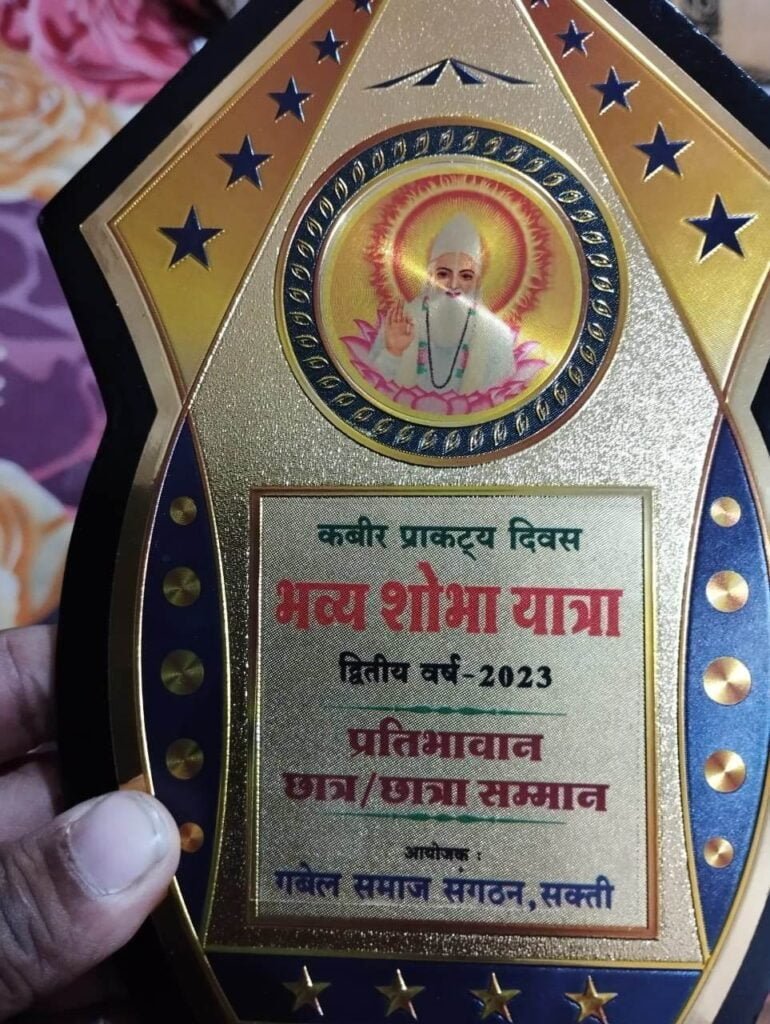 कबीर प्राकट्य दिवस
भव्य शोभा यात्रा
द्वितीय वर्ष-2023
प्रतिभावान
छात्र/छात्रा सम्मान
आयोजक :
गबेल समाज संगठन, सक्ती